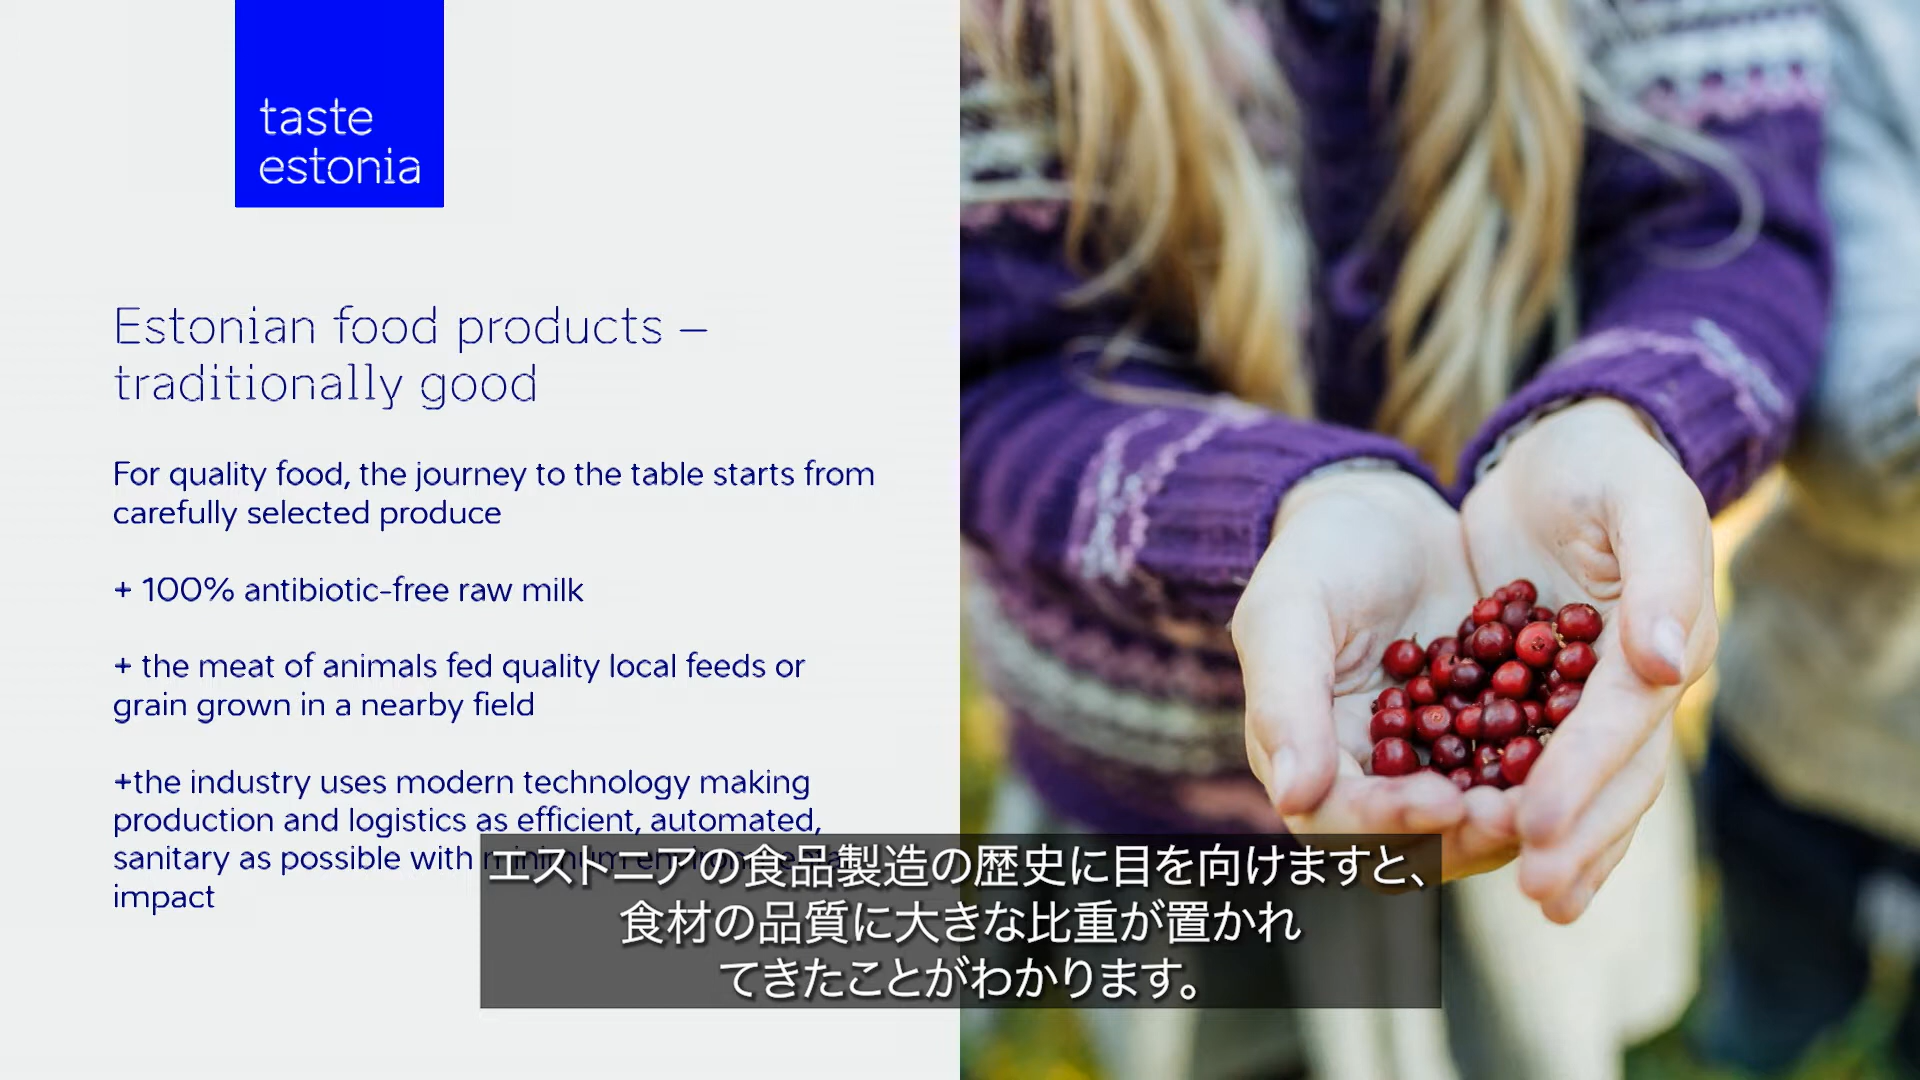 taste
estonia
Estonian food products –
traditionally good
For quality food, the journey to the table starts from
carefully selected produce
+ 100% antibiotic-free raw milk
+ the meat of animals fed quality local feeds or
grain grown in a nearby field
+the industry uses modern technology making
production and logistics as efficient, automated,
sanitary as possible with minimum environmental
impact
エストニアの食品製造の歴史に目を向けますと、
食材の品質に大きな比重が置かれ
てきたことがわかります。